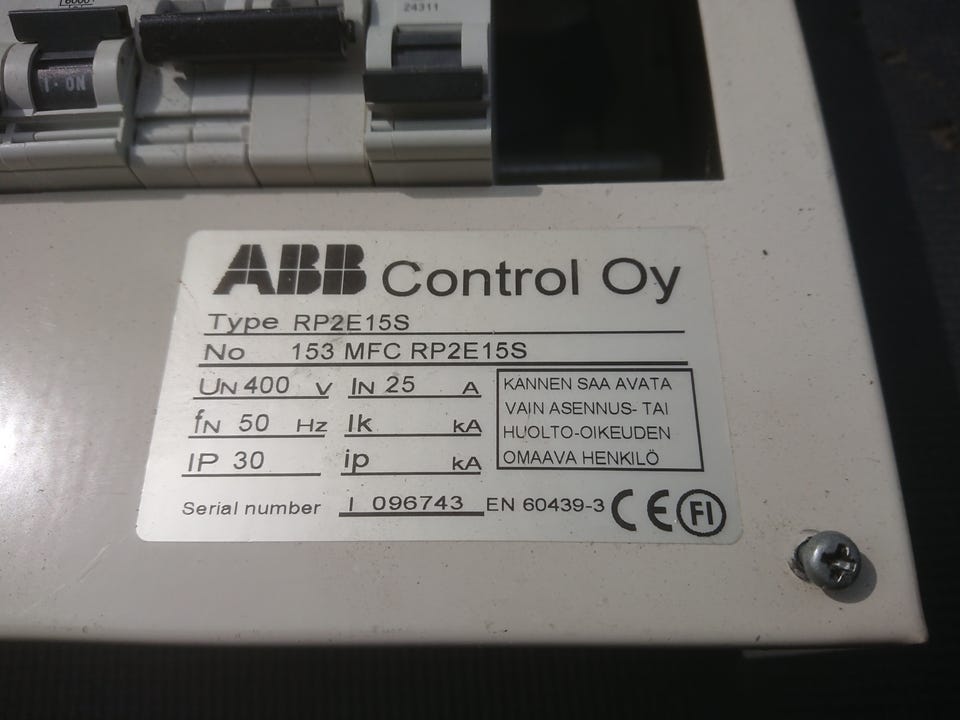 6000
24311
I·ON
ABB Control Oy
Type RP2E15S
No 153 MFC RP2E15S
UN 400 V IN 25 A
fN 50 Hz Ik kA
IP 30 ip kA
KANNEN SAA AVATA
VAIN ASENNUS- TAI
HUOLTO-OIKEUDEN
OMAAVA HENKILÖ
Serial number I 096743 EN 60439-3 CE FI